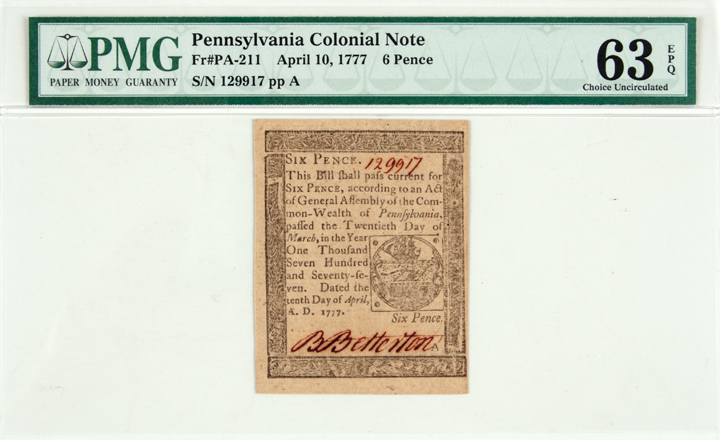 PMG
PAPER MONEY GUARANTY
Pennsylvania Colonial Note
Fr#PA-211 April 10, 1777 6 Pence
S/N 129917 pp A
63 EPQ
Choice Uncirculated
SIX PENCE. 129917
This Bill ſhall paſs current for
SIX PENCE, according to an Act
of General Aſſembly of the Com-
mon-Wealth of Pennſylvania,
paſſed the Twentieth Day of
March, in the Year
One Thouſand
Seven Hundred
and Seventy-ſe-
ven. Dated the
tenth Day of April,
A. D. 1777.
Six Pence.
B Betterton
A